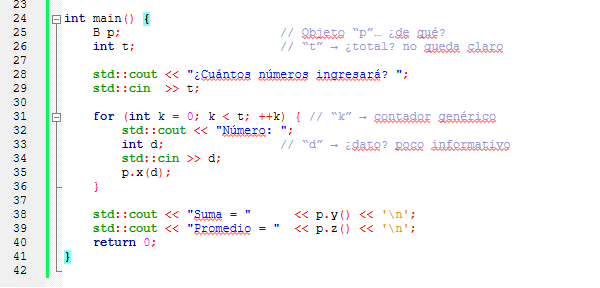 23
24 int main() {
25 B p; // Objeto “p”… ¿de qué?
26 int t; // “t” → ¿total? no queda claro
27
28 std::cout << "¿Cuántos números ingresará? ";
29 std::cin >> t;
30
31 for (int k = 0; k < t; ++k) { // “k” → contador genérico
32 std::cout << "Número: ";
33 int d; // “d” → ¿dato? poco informativo
34 std::cin >> d;
35 p.x(d);
36 }
37
38 std::cout << "Suma = " << p.y() << '\n';
39 std::cout << "Promedio = " << p.z() << '\n';
40 return 0;
41 }
42